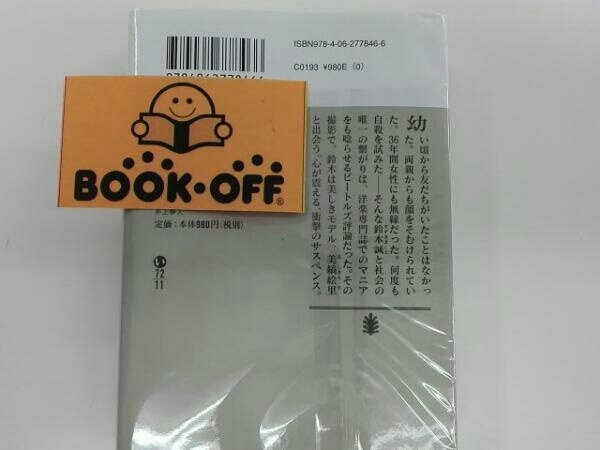 ISBN978-4-06-277846-6
C0193 ¥980E (0)
BOOK・OFF®
定価：本体980円（税別）
い
72
11
幼い頃から友だちがいたことはなかっ
た。両親からも顔をそむけられてい
た。36年間女性にも無縁だった。何度も
自殺を試みた――そんな鈴木誠と社会の
唯一の繋がりは、洋楽専門誌でのマニア
をも唸らせるビートルズ評論だった。その
撮影で、鈴木は美しきモデル、美縞絵里
と出会う。心が震える、衝撃のサスペンス。